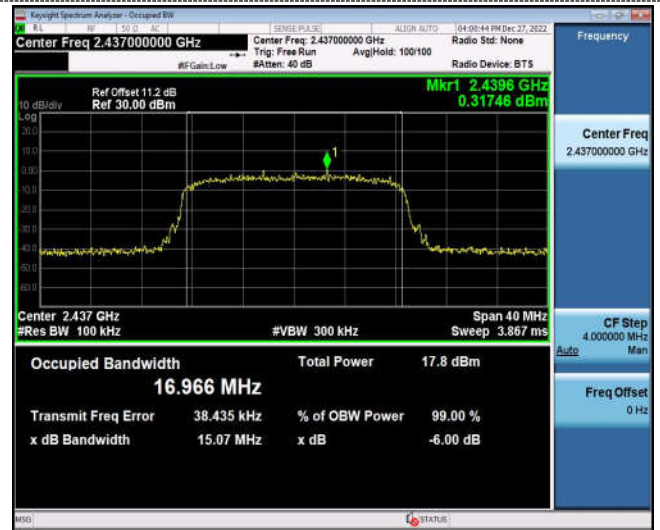 Keysight Spectrum Analyzer - Occupied BW
RL RF 50 Ω AC SENSE:PULSE ALIGN AUTO 04:00:44 PM Dec 27, 2022
Center Freq 2.437000000 GHz
Center Freq: 2.437000000 GHz
Radio Std: None
Trig: Free Run Avg|Hold: 100/100
#IFGain:Low #Atten: 40 dB Radio Device: BTS
Frequency
Ref Offset 11.2 dB
Mkr1 2.4396 GHz
10 dB/div Ref 30.00 dBm 0.31746 dBm
Log
20.0
10.0
0.00
-10.0
-20.0
-30.0
-40.0
-50.0
-60.0
1
Center Freq
2.437000000 GHz
Center 2.437 GHz Span 40 MHz
#Res BW 100 kHz #VBW 300 kHz Sweep 3.867 ms
CF Step
4.000000 MHz
Auto Man
Freq Offset
0 Hz
Occupied Bandwidth Total Power 17.8 dBm
16.966 MHz
Transmit Freq Error 38.435 kHz % of OBW Power 99.00 %
x dB Bandwidth 15.07 MHz x dB -6.00 dB
MSG STATUS